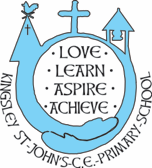 · LOVE ·
· LEARN ·
· ASPIRE ·
· ACHIEVE ·
KINGSLEY ST·JOHN'S·C.E·PRIMARY·SCHOOL